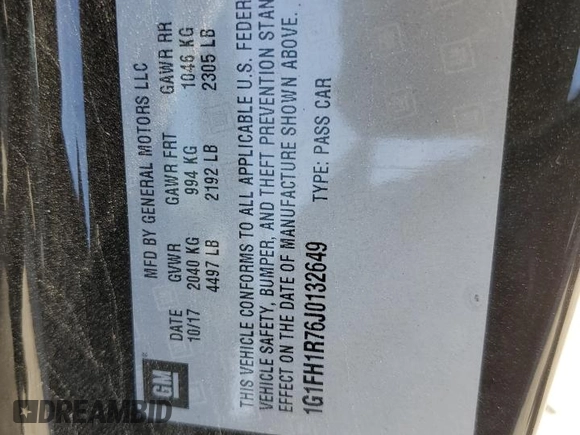 MFD BY GENERAL MOTORS LLC
DATE GVWR GAWR FRT GAWR RR
10/17 2040 KG 994 KG 1046 KG
4497 LB 2192 LB 2305 LB
THIS VEHICLE CONFORMS TO ALL APPLICABLE U.S. FEDER
VEHICLE SAFETY, BUMPER, AND THEFT PREVENTION STAN
EFFECT ON THE DATE OF MANUFACTURE SHOWN ABOVE.
1G1FH1R76J0132649 TYPE: PASS CAR
GM
DREAMBID